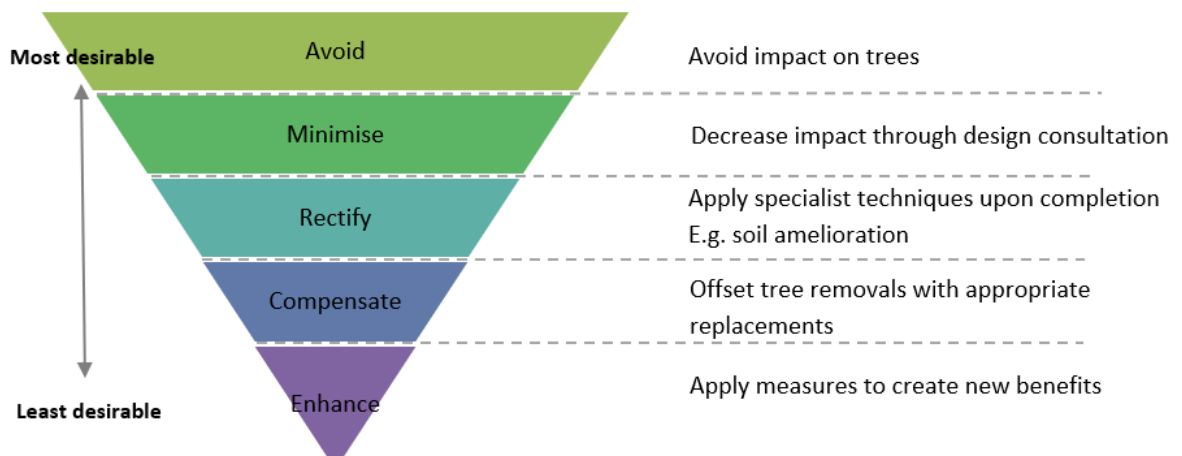 Most desirable
Avoid
Avoid impact on trees
Minimise
Decrease impact through design consultation
Rectify
Apply specialist techniques upon completion
E.g. soil amelioration
Compensate
Offset tree removals with appropriate
replacements
Least desirable
Enhance
Apply measures to create new benefits